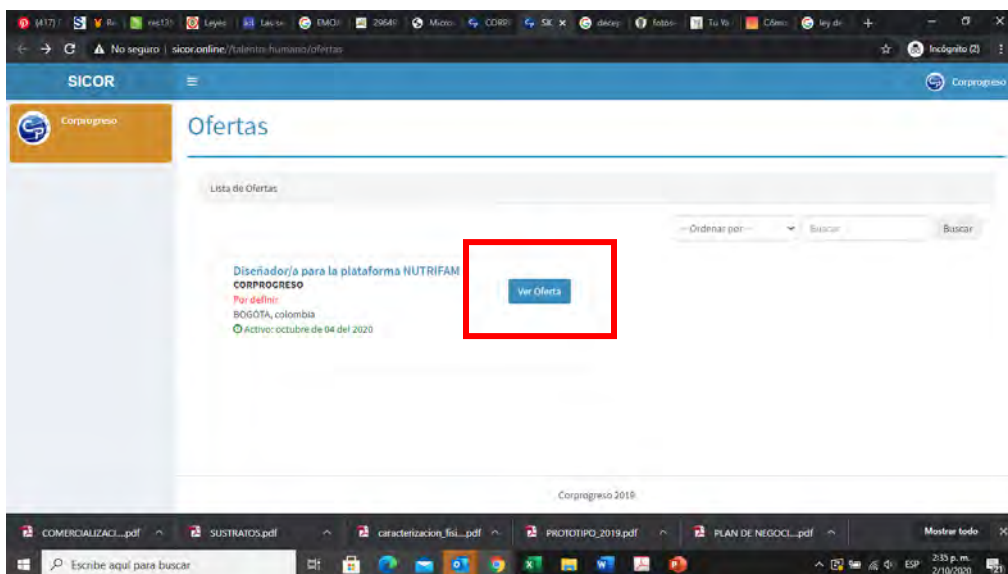 SICOR
Corprogreso
No seguro | sicor.online//talento-humano/ofertas
Incógnito (2)
Corprogreso
Ofertas
Lista de Ofertas
-- Ordenar por --
Buscar
Buscar
Diseñador/a para la plataforma NUTRIFAM
CORPROGRESO
Por definir
BOGOTA, colombia
Activo: octubre de 04 del 2020
Ver Oferta
Corprogreso 2019
COMERCIALIZACI....pdf
SUSTRATOS.pdf
caracterizacion_fisi....pdf
PROTOTIPO_2019.pdf
PLAN DE NEGOCI....pdf
Mostrar todo
Escribe aquí para buscar
ESP
2:35 p. m.
2/10/2020